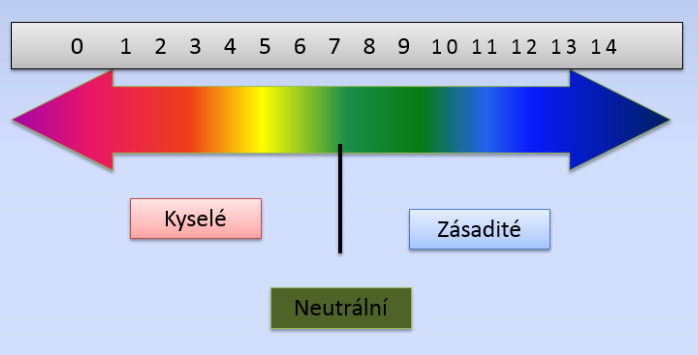 0 1 2 3 4 5 6 7 8 9 10 11 12 13 14
Kyselé
Zásadité
Neutrální